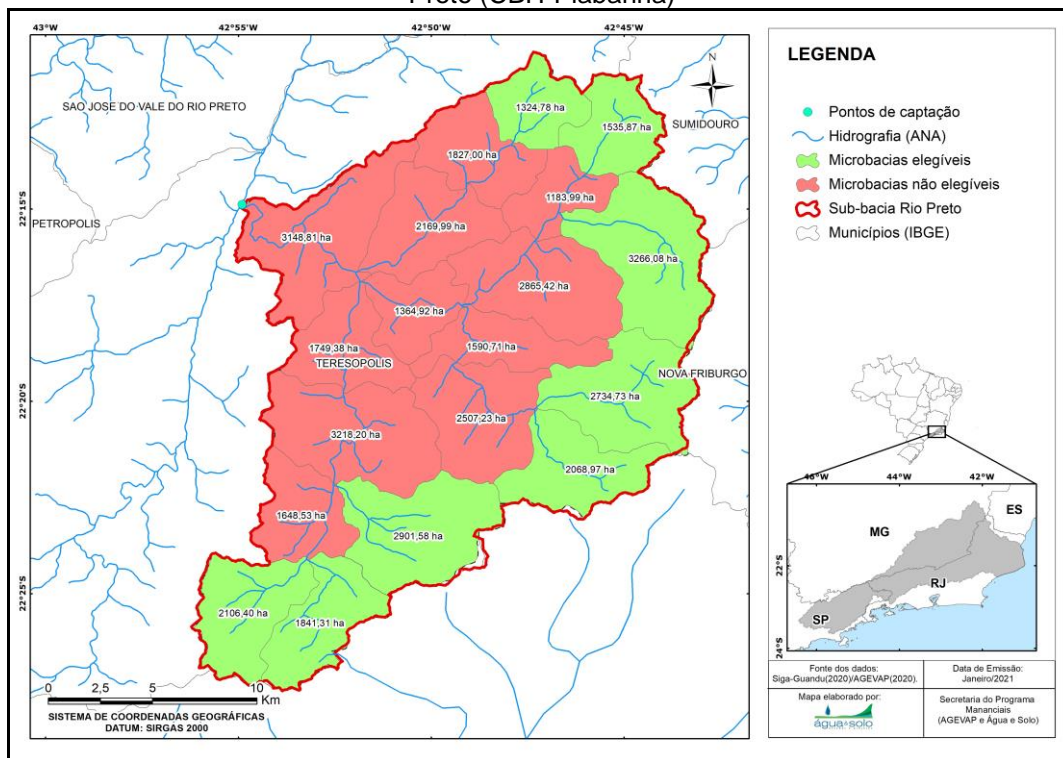 Preto (CBH Piabanha)
43°W
42°55'W
42°50'W
42°45'W
22°15'S
22°20'S
22°25'S
N
SAO JOSE DO VALE DO RIO PRETO
SUMIDOURO
PETROPOLIS
TERESOPOLIS
NOVA FRIBURGO
1324,78 ha
1535,87 ha
1827,00 ha
1183,99 ha
2169,99 ha
3148,81 ha
3266,08 ha
2865,42 ha
1364,92 ha
1590,71 ha
1749,38 ha
2734,73 ha
2507,23 ha
3218,20 ha
2068,97 ha
1648,53 ha
2901,58 ha
2106,40 ha
1841,31 ha
0 2,5 5 10
Km
SISTEMA DE COORDENADAS GEOGRÁFICAS
DATUM: SIRGAS 2000
LEGENDA
Pontos de captação
Hidrografia (ANA)
Microbacias elegíveis
Microbacias não elegíveis
Sub-bacia Rio Preto
Municípios (IBGE)
46°W
44°W
42°W
22°S
24°S
MG
ES
RJ
SP
Fonte dos dados:
Siga-Guandu(2020)/AGEVAP(2020).
Data de Emissão:
Janeiro/2021
Mapa elaborado por:
água e solo
Secretaria do Programa
Mananciais
(AGEVAP e Água e Solo)